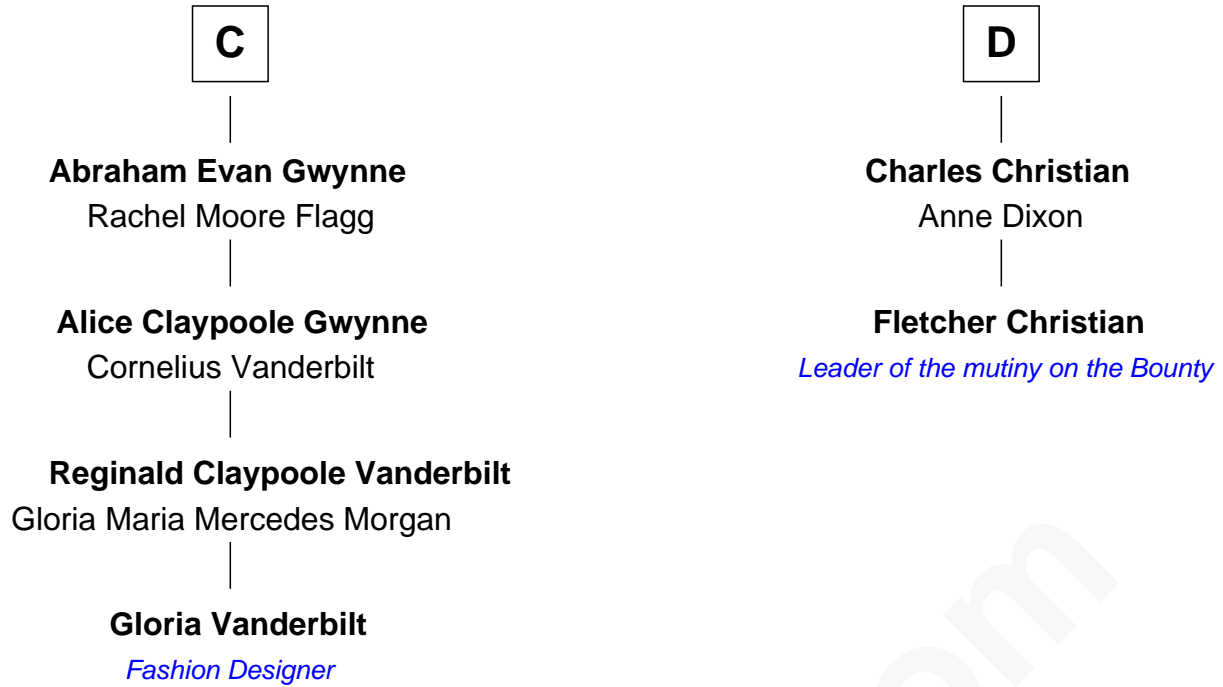 C
Abraham Evan Gwynne
Rachel Moore Flagg
Alice Claypoole Gwynne
Cornelius Vanderbilt
Reginald Claypoole Vanderbilt
Gloria Maria Mercedes Morgan
Gloria Vanderbilt
Fashion Designer
D
Charles Christian
Anne Dixon
Fletcher Christian
Leader of the mutiny on the Bounty
om